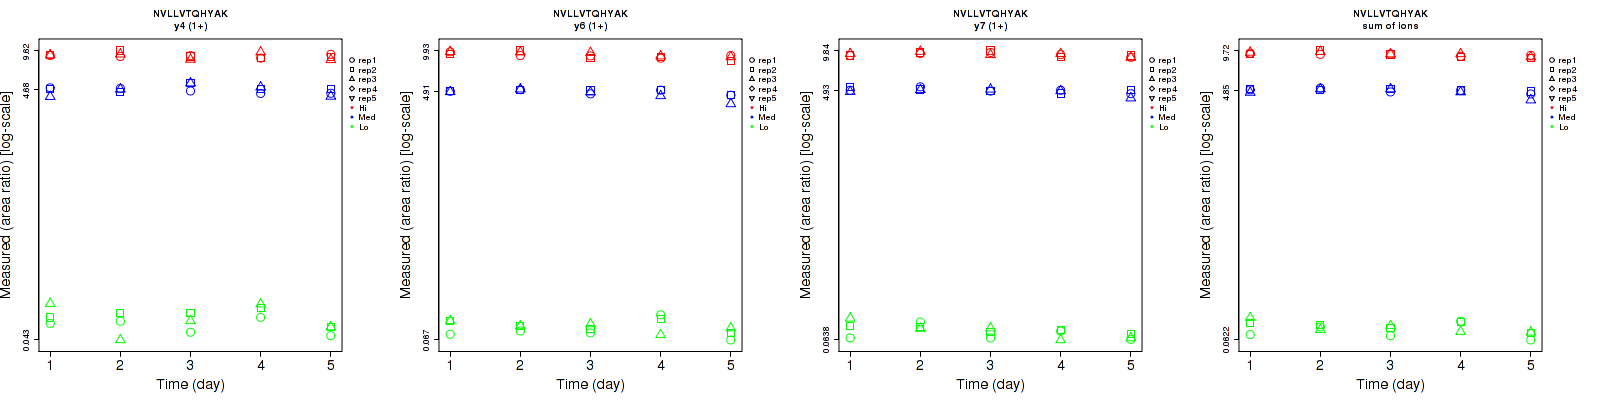 NVLLVTQHYAK
y4 (1+)
Measured (area ratio) [log-scale]
9.62
4.68
0.043
1 2 3 4 5
Time (day)
rep1
rep2
rep3
rep4
rep5
Hi
Med
Lo
NVLLVTQHYAK
y6 (1+)
Measured (area ratio) [log-scale]
9.93
4.91
0.067
1 2 3 4 5
Time (day)
rep1
rep2
rep3
rep4
rep5
Hi
Med
Lo
NVLLVTQHYAK
y7 (1+)
Measured (area ratio) [log-scale]
9.84
4.93
0.0638
1 2 3 4 5
Time (day)
rep1
rep2
rep3
rep4
rep5
Hi
Med
Lo
NVLLVTQHYAK
sum of ions
Measured (area ratio) [log-scale]
9.72
4.85
0.0622
1 2 3 4 5
Time (day)
rep1
rep2
rep3
rep4
rep5
Hi
Med
Lo